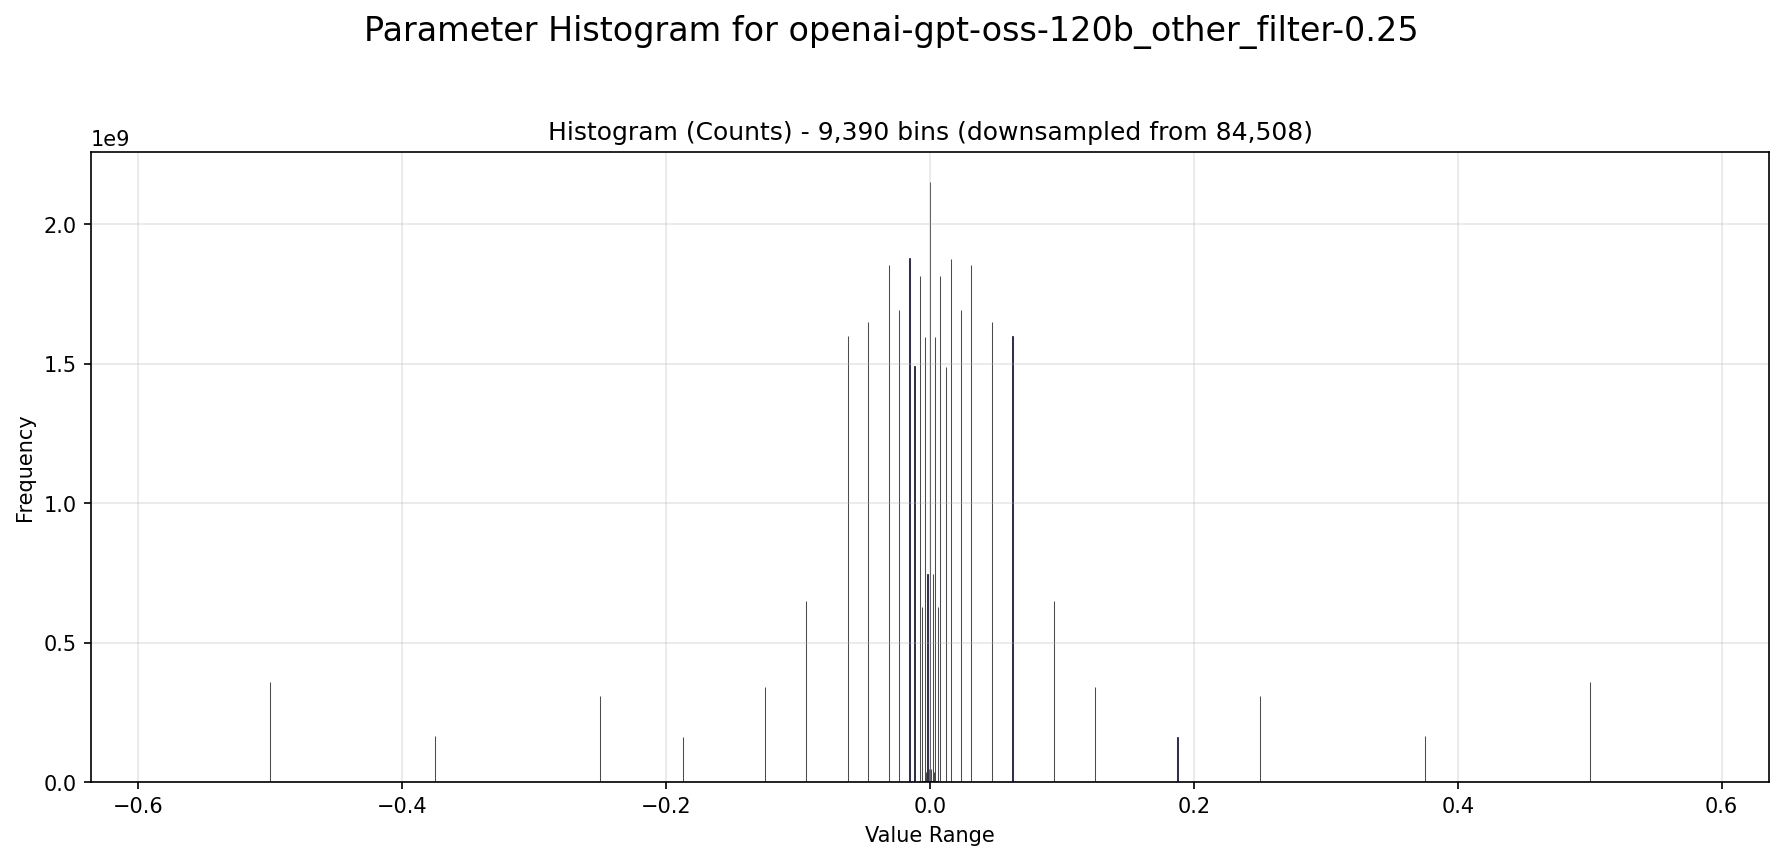 Parameter Histogram for openai-gpt-oss-120b_other_filter-0.25
Histogram (Counts) - 9,390 bins (downsampled from 84,508)
1e9
2.0
1.5
1.0
0.5
0.0
Frequency
−0.6 −0.4 −0.2 0.0 0.2 0.4 0.6
Value Range